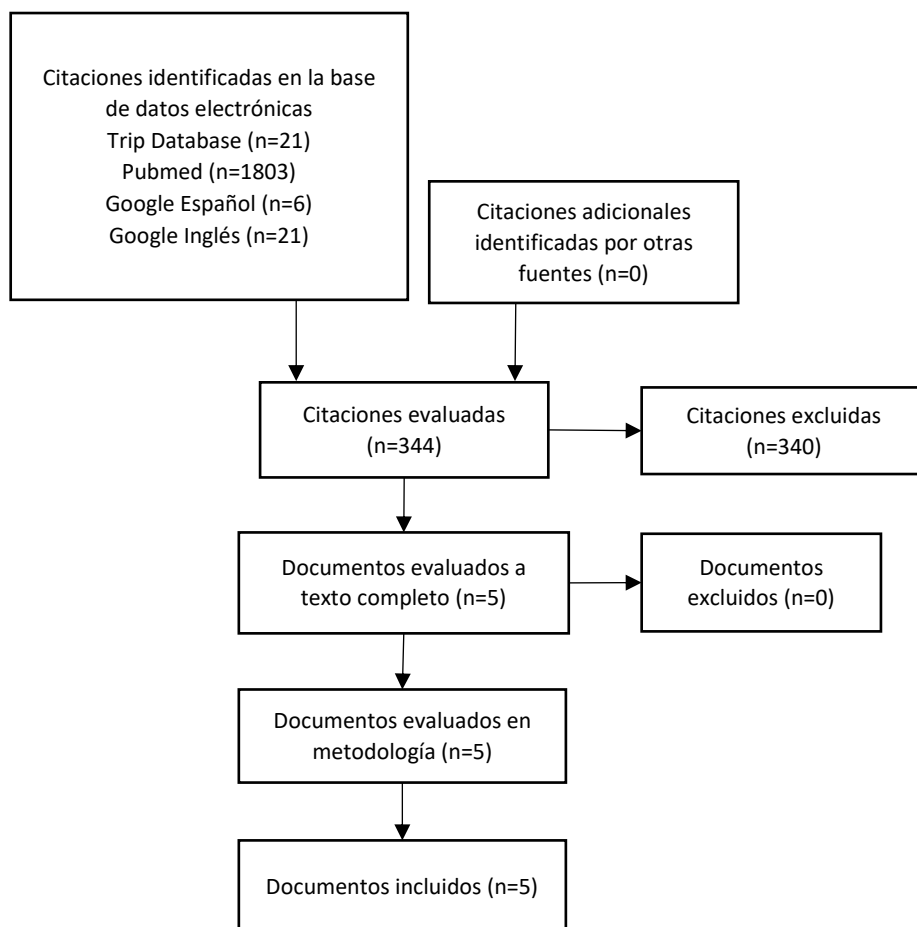 Citaciones identificadas en la base
de datos electrónicas
Trip Database (n=21)
Pubmed (n=1803)
Google Español (n=6)
Google Inglés (n=21)
Citaciones adicionales
identificadas por otras
fuentes (n=0)
Citaciones evaluadas
(n=344)
Citaciones excluidas
(n=340)
Documentos evaluados a
texto completo (n=5)
Documentos
excluidos (n=0)
Documentos evaluados en
metodología (n=5)
Documentos incluidos (n=5)